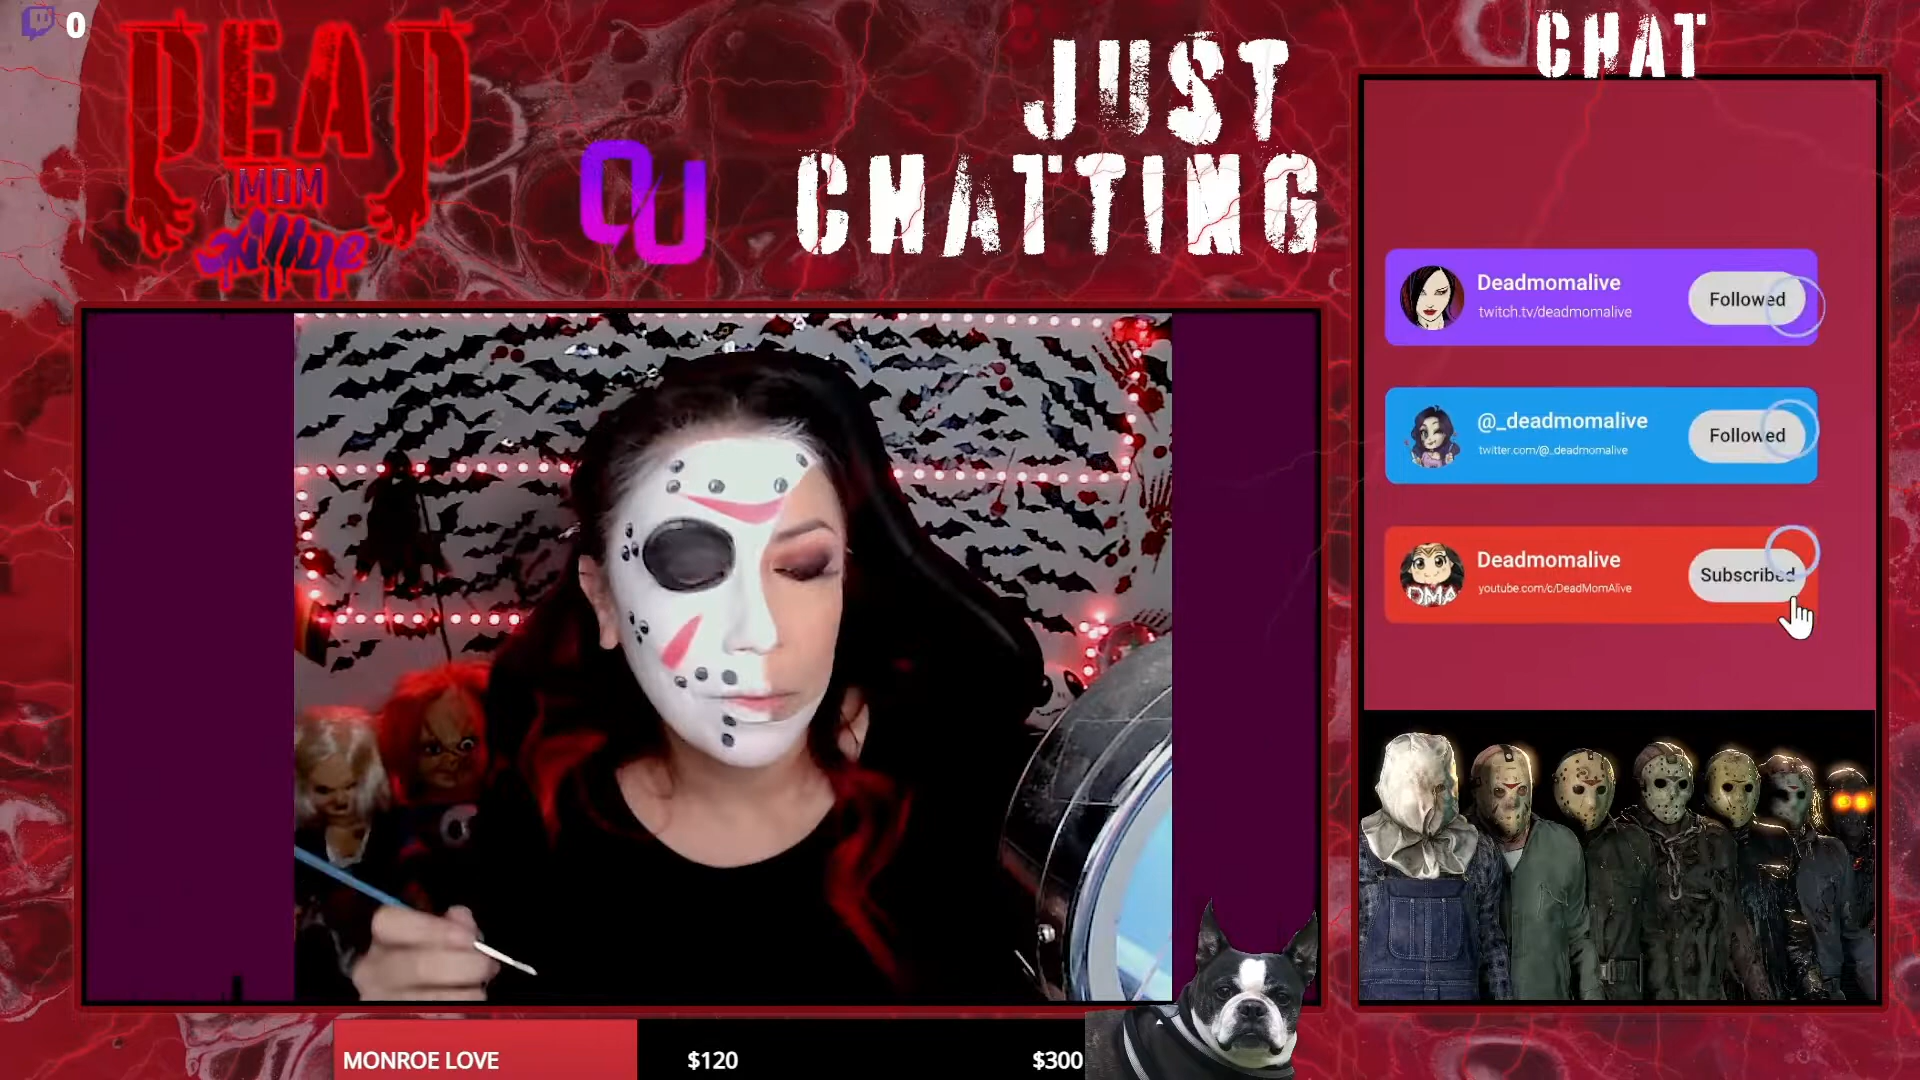 0
DEAD
MOM
Alive
OU
JUST
CHATTING
CHAT
Deadmomalive
twitch.tv/deadmomalive
Followed
@_deadmomalive
twitter.com/@_deadmomalive
Followed
Deadmomalive
youtube.com/c/DeadMomAlive
Subscribed
DMA
MONROE LOVE
$120
$300